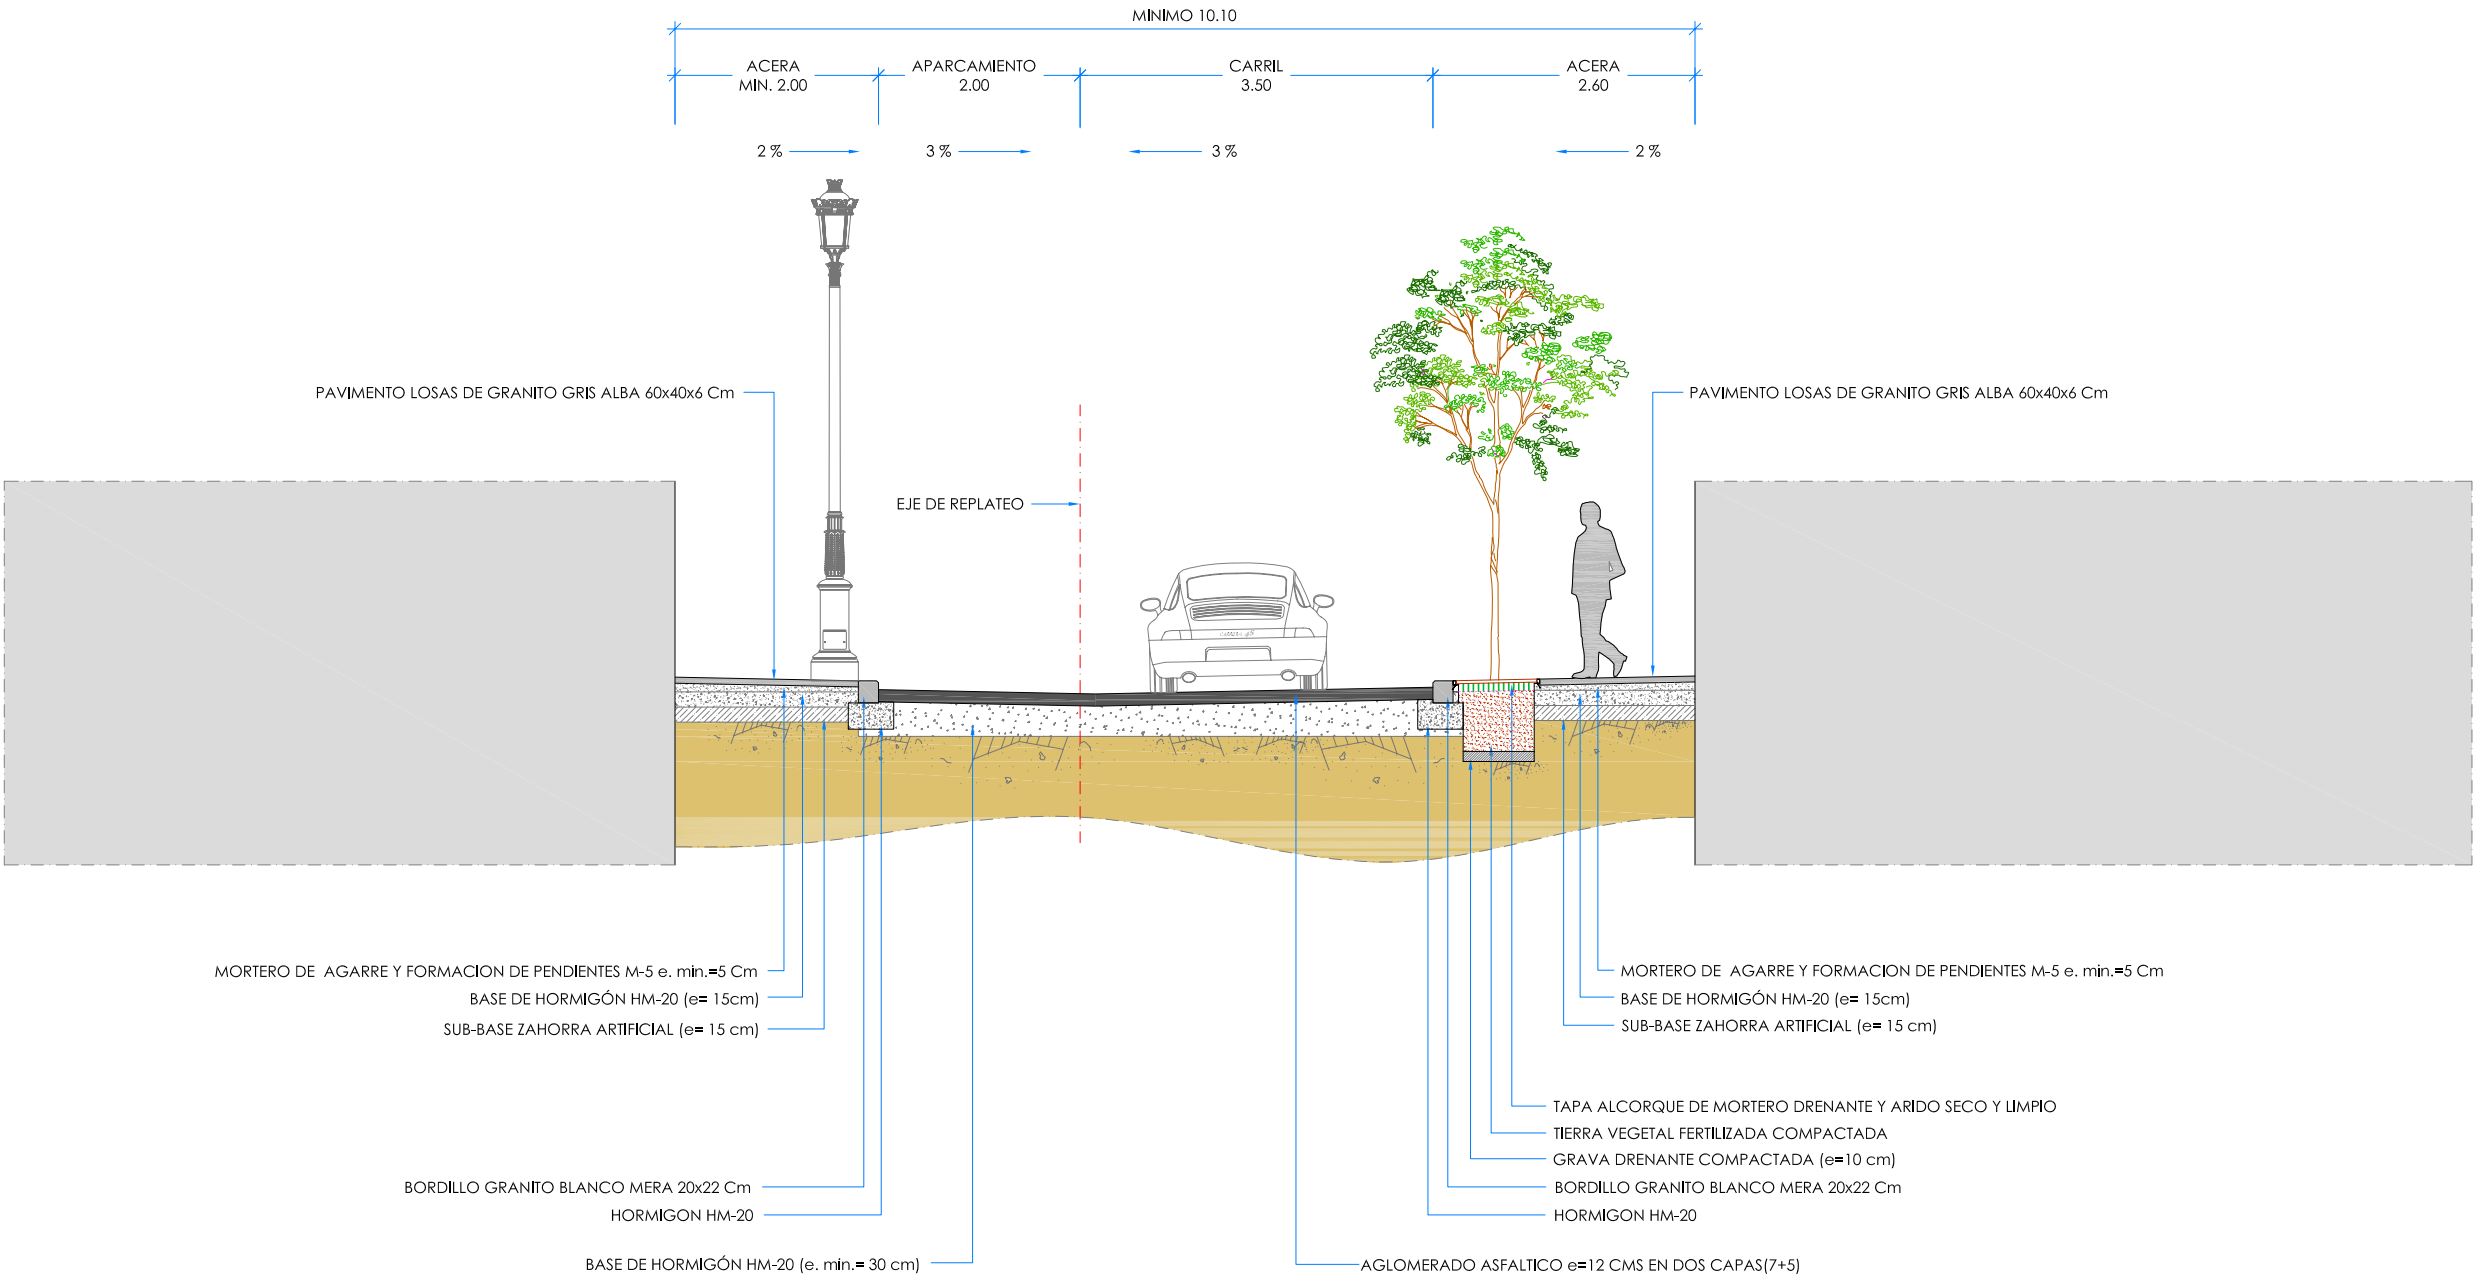 MINIMO 10.10
ACERA
MIN. 2.00
APARCAMIENTO
2.00
CARRIL
3.50
ACERA
2.60
2 %
3 %
3 %
2 %
PAVIMENTO LOSAS DE GRANITO GRIS ALBA 60x40x6 Cm
PAVIMENTO LOSAS DE GRANITO GRIS ALBA 60x40x6 Cm
EJE DE REPLATEO
MORTERO DE AGARRE Y FORMACION DE PENDIENTES M-5 e. min.=5 Cm
BASE DE HORMIGÓN HM-20 (e= 15cm)
SUB-BASE ZAHORRA ARTIFICIAL (e= 15 cm)
MORTERO DE AGARRE Y FORMACION DE PENDIENTES M-5 e. min.=5 Cm
BASE DE HORMIGÓN HM-20 (e= 15cm)
SUB-BASE ZAHORRA ARTIFICIAL (e= 15 cm)
TAPA ALCORQUE DE MORTERO DRENANTE Y ARIDO SECO Y LIMPIO
TIERRA VEGETAL FERTILIZADA COMPACTADA
GRAVA DRENANTE COMPACTADA (e=10 cm)
BORDILLO GRANITO BLANCO MERA 20x22 Cm
HORMIGON HM-20
BORDILLO GRANITO BLANCO MERA 20x22 Cm
HORMIGON HM-20
BASE DE HORMIGÓN HM-20 (e. min.= 30 cm)
AGLOMERADO ASFALTICO e=12 CMS EN DOS CAPAS(7+5)